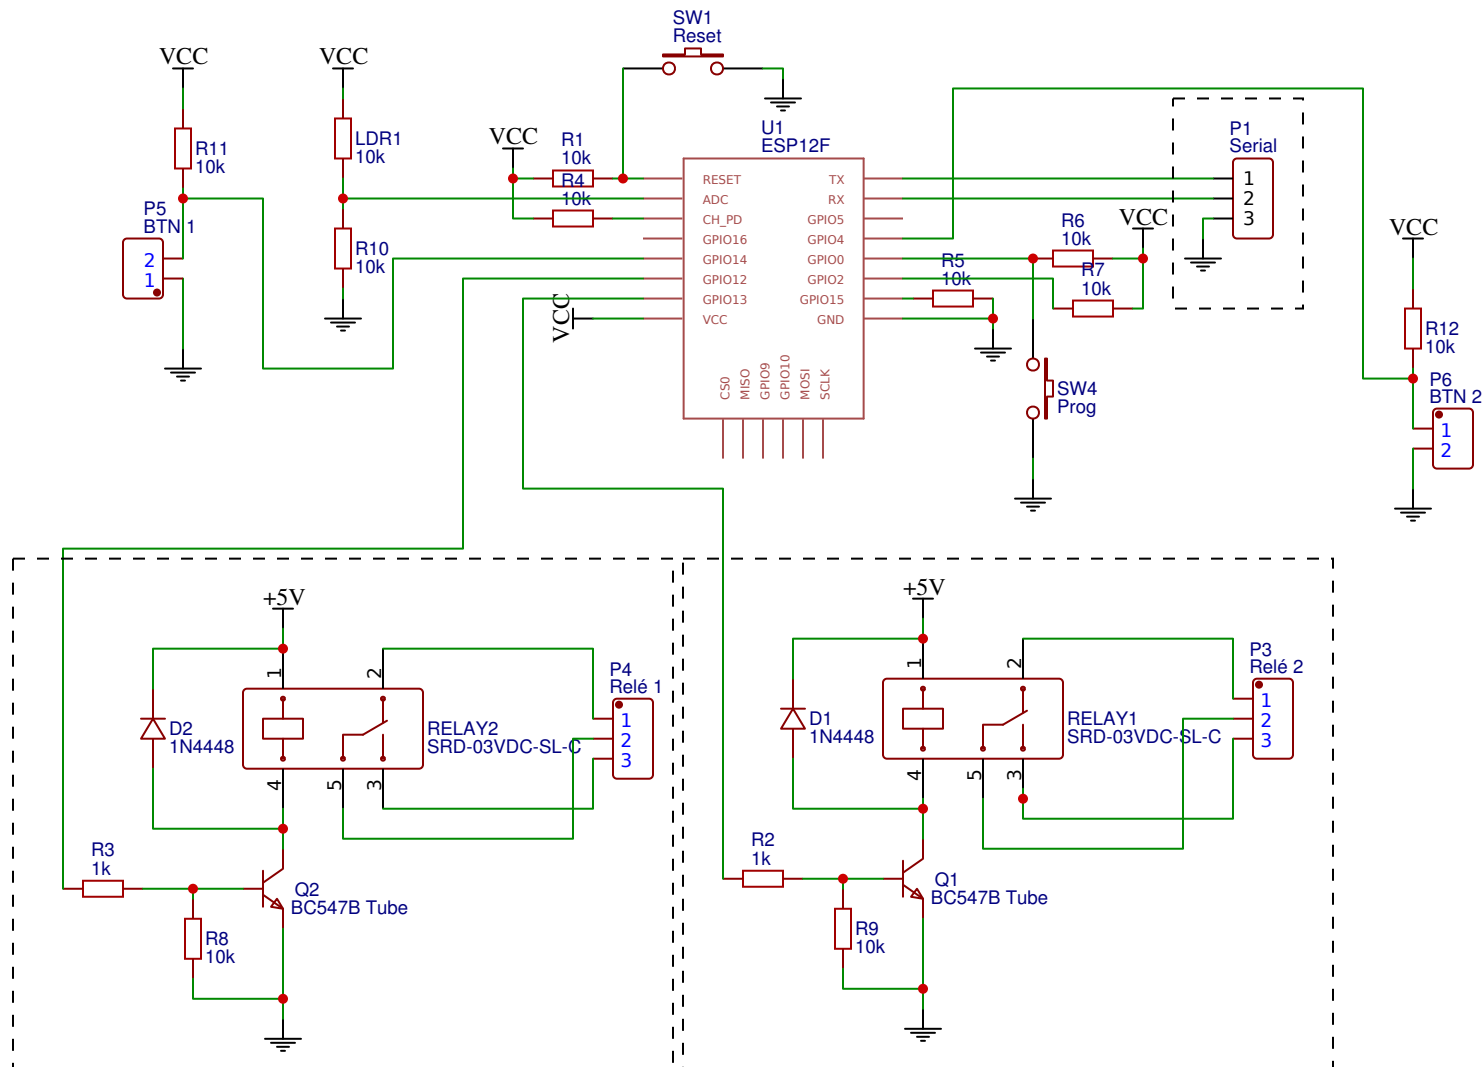 SW1
Reset
VCC
VCC
R11
10k
LDR1
10k
VCC
R1
10k
R4
10k
U1
ESP12F
P1
Serial
1
2
3
RESET
ADC
CH_PD
GPIO16
GPIO14
GPIO12
GPIO13
VCC
TX
RX
GPIO5
GPIO4
GPIO0
GPIO2
GPIO15
GND
CS0
MISO
GPIO9
GPIO10
MOSI
SCLK
P5
BTN 1
2
1
R10
10k
VCC
R5
10k
R6
10k
VCC
R7
10k
SW4
Prog
VCC
R12
10k
P6
BTN 2
1
2
+5V
D2
1N4448
1
2
4
5
3
RELAY2
SRD-03VDC-SL-C
P4
Relé 1
1
2
3
R3
1k
R8
10k
Q2
BC547B Tube
+5V
D1
1N4448
1
2
4
5
3
RELAY1
SRD-03VDC-SL-C
P3
Relé 2
1
2
3
R2
1k
R9
10k
Q1
BC547B Tube